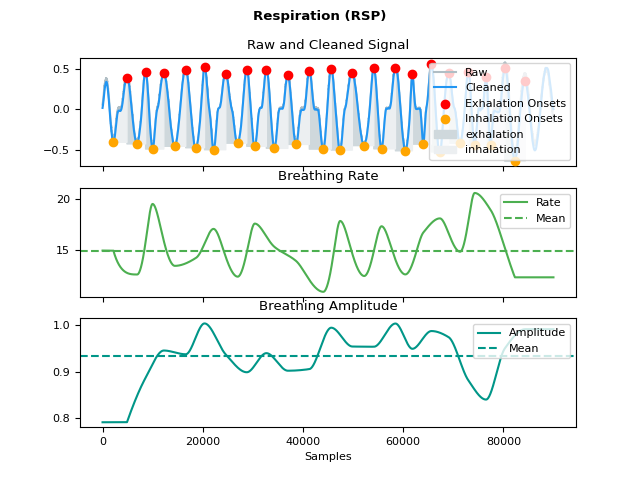 Respiration (RSP)
Raw and Cleaned Signal
0.5
0.0
−0.5
Raw
Cleaned
Exhalation Onsets
Inhalation Onsets
exhalation
inhalation
Breathing Rate
20
15
Rate
Mean
Breathing Amplitude
1.0
0.9
0.8
Amplitude
Mean
0
20000
40000
60000
80000
Samples